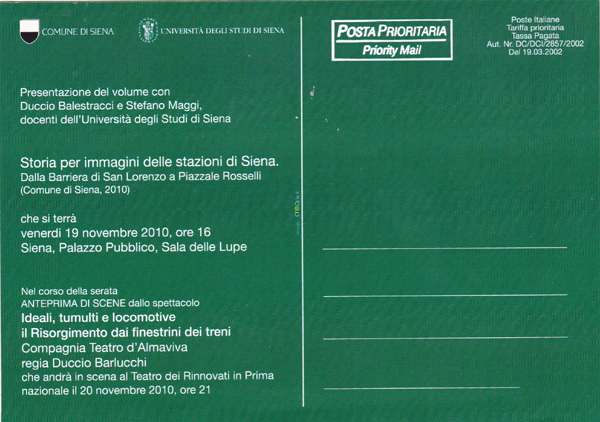 COMUNE DI SIENA
UNIVERSITÀ DEGLI STUDI DI SIENA
POSTA PRIORITARIA
Priority Mail
Poste Italiane
Tariffa prioritaria
Tassa Pagata
Aut. Nr. DC/DCI/2857/2002
Del 19.03.2002
Presentazione del volume con
Duccio Balestracci e Stefano Maggi,
docenti dell'Università degli Studi di Siena
Storia per immagini delle stazioni di Siena.
Dalla Barriera di San Lorenzo a Piazzale Rosselli
(Comune di Siena, 2010)
che si terrà
venerdì 19 novembre 2010, ore 16
Siena, Palazzo Pubblico, Sala delle Lupe
Nel corso della serata
ANTEPRIMA DI SCENE dallo spettacolo
Ideali, tumulti e locomotive
il Risorgimento dai finestrini dei treni
Compagnia Teatro d'Almaviva
regia Duccio Barlucchi
che andrà in scena al Teatro dei Rinnovati in Prima
nazionale il 20 novembre 2010, ore 21